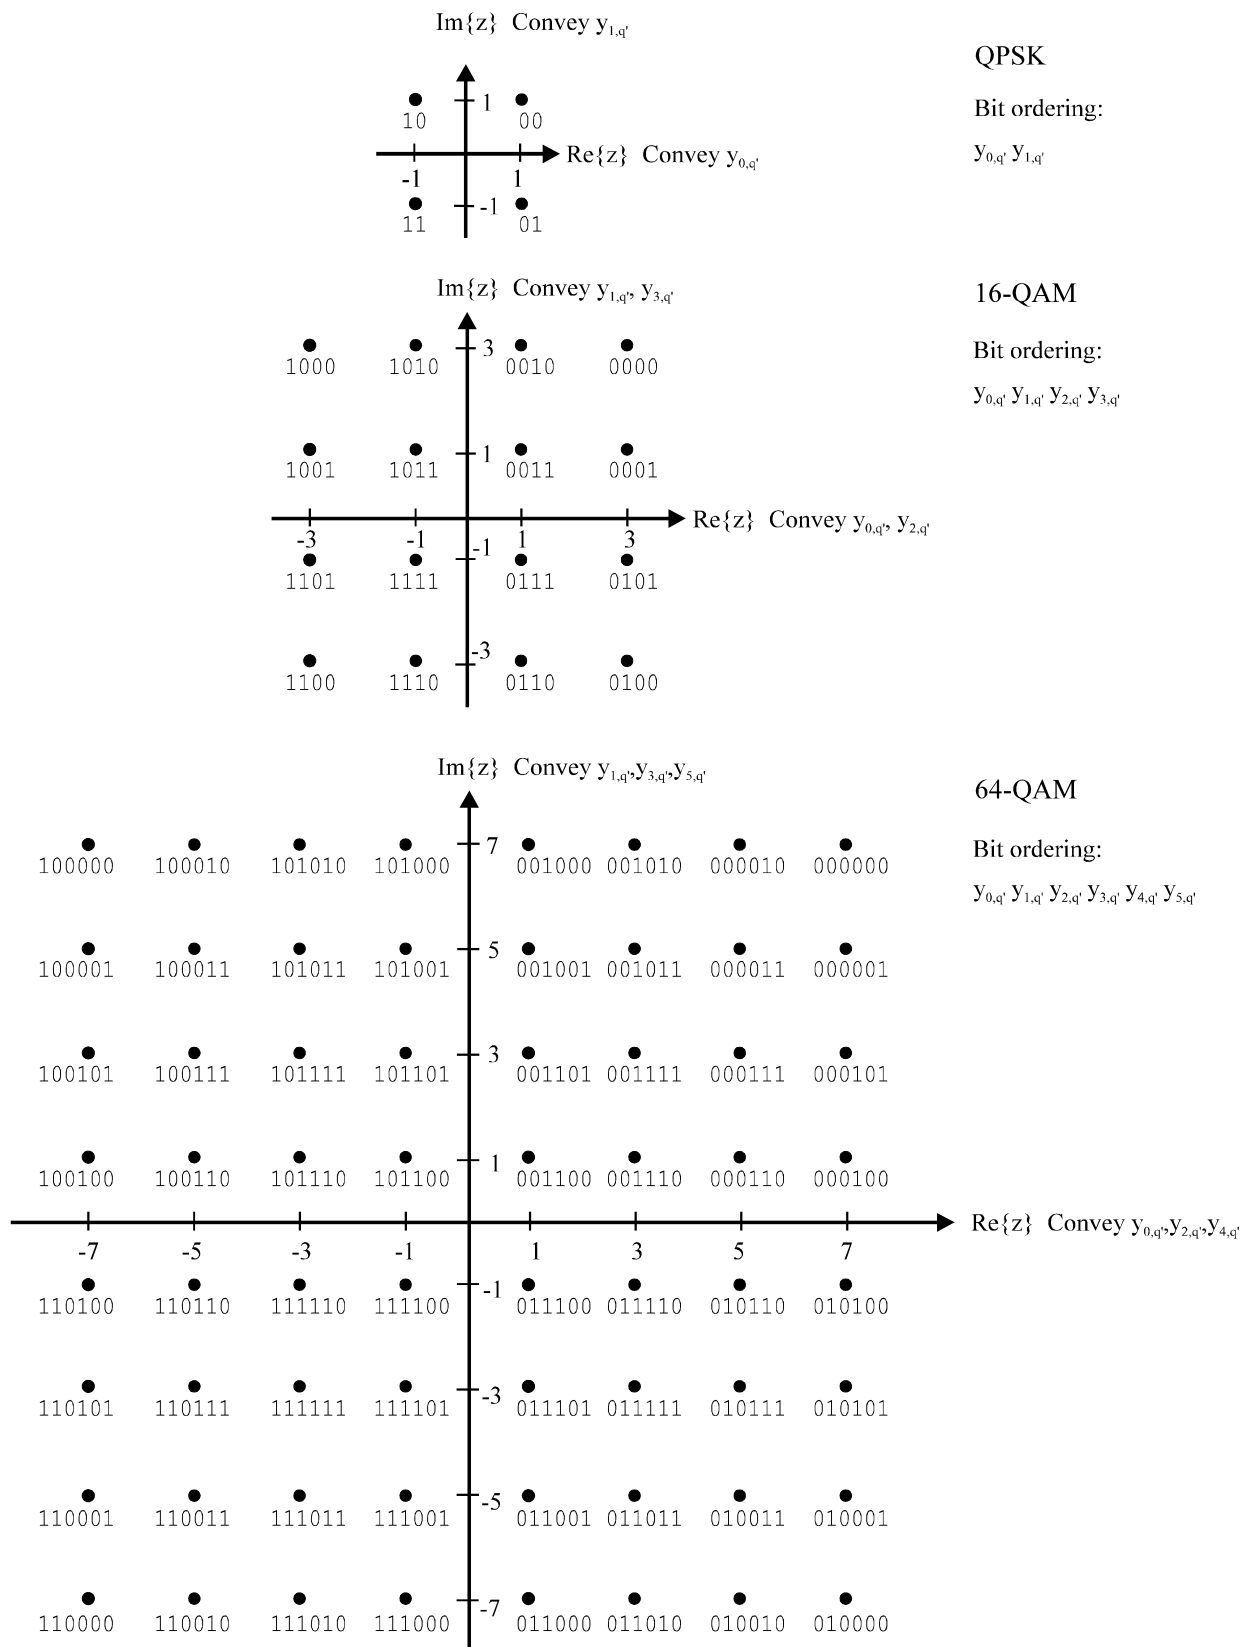 Im{z} Convey y1,q'
QPSK
Bit ordering:
y0,q' y1,q'
1
10 00
Re{z} Convey y0,q'
-1 1
-1
11 01
Im{z} Convey y1,q', y3,q'
16-QAM
Bit ordering:
y0,q' y1,q' y2,q' y3,q'
3
1000 1010 0010 0000
1
1001 1011 0011 0001
Re{z} Convey y0,q', y2,q'
-3 -1 1 3
-1
1101 1111 0111 0101
-3
1100 1110 0110 0100
Im{z} Convey y1,q',y3,q',y5,q'
64-QAM
Bit ordering:
y0,q' y1,q' y2,q' y3,q' y4,q' y5,q'
7
100000 100010 101010 101000 001000 001010 000010 000000
5
100001 100011 101011 101001 001001 001011 000011 000001
3
100101 100111 101111 101101 001101 001111 000111 000101
1
100100 100110 101110 101100 001100 001110 000110 000100
Re{z} Convey y0,q',y2,q',y4,q'
-7 -5 -3 -1 1 3 5 7
-1
110100 110110 111110 111100 011100 011110 010110 010100
-3
110101 110111 111111 111101 011101 011111 010111 010101
-5
110001 110011 111011 111001 011001 011011 010011 010001
-7
110000 110010 111010 111000 011000 011010 010010 010000